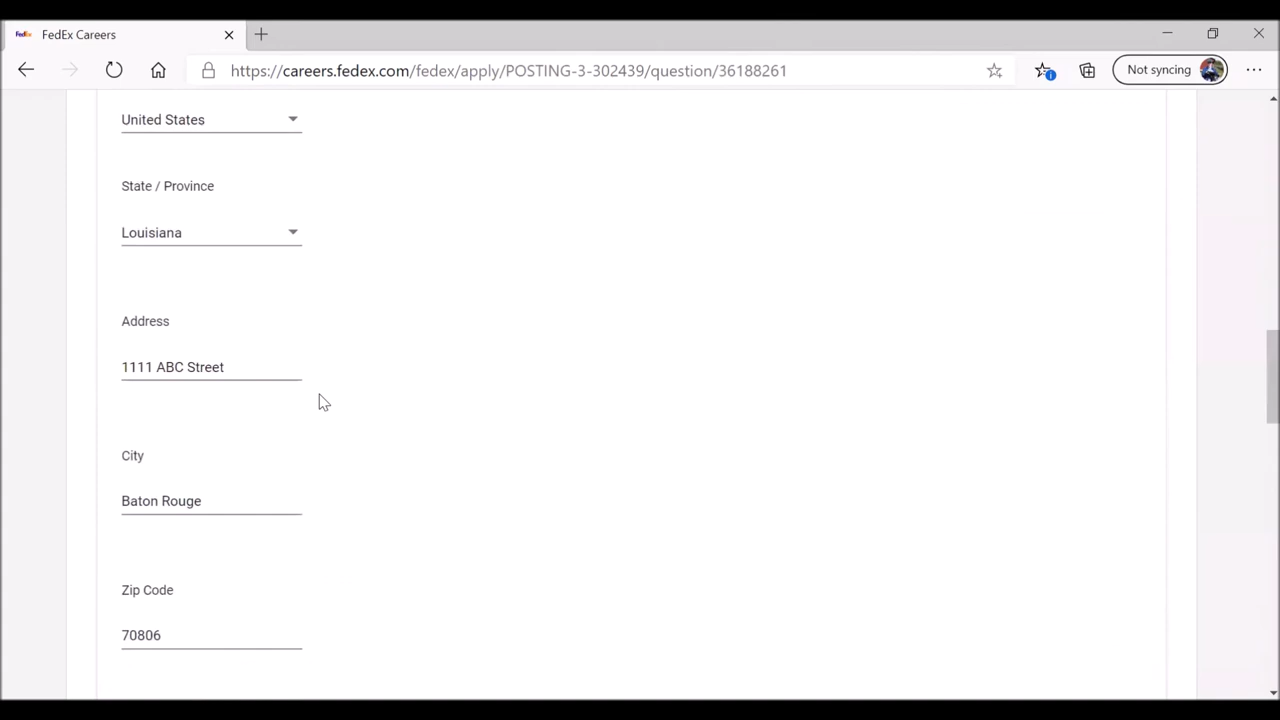 FedEx FedEx Careers
https://careers.fedex.com/fedex/apply/POSTING-3-302439/question/36188261
Not syncing
United States
State / Province
Louisiana
Address
1111 ABC Street
City
Baton Rouge
Zip Code
70806